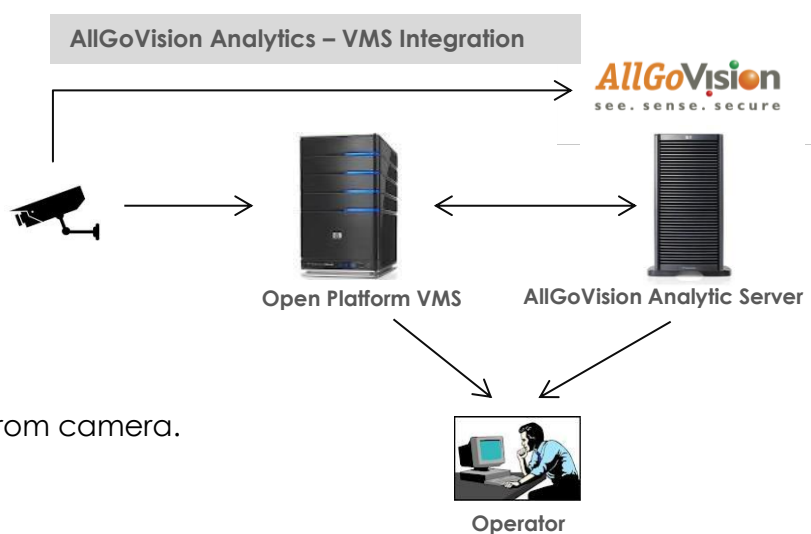 AllGoVision Analytics – VMS Integration
AllGoVision
see. sense. secure
Open Platform VMS
AllGoVision Analytic Server
rom camera.
Operator